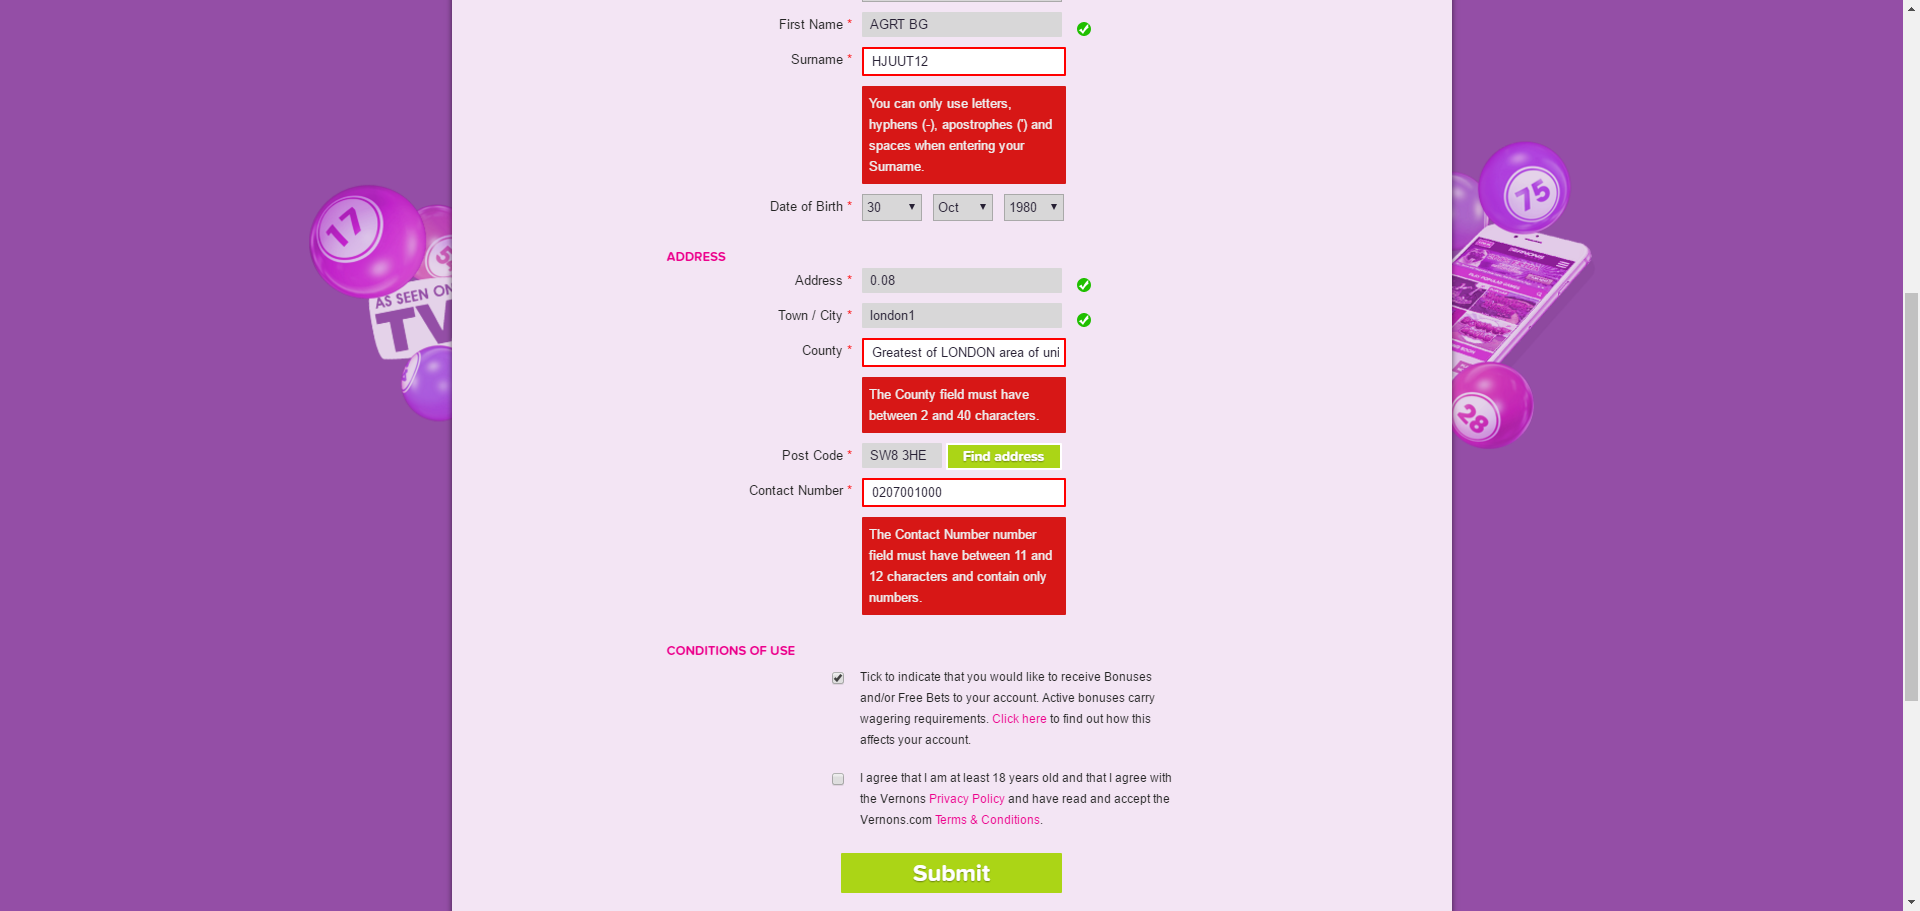 First Name * AGRT BG
Surname * HJUUT12
You can only use letters,
hyphens (-), apostrophes (') and
spaces when entering your
Surname.
Date of Birth * 30 Oct 1980
ADDRESS
Address * 0.08
Town / City * london1
County * Greatest of LONDON area of uni
The County field must have
between 2 and 40 characters.
Post Code * SW8 3HE Find address
Contact Number * 0207001000
The Contact Number number
field must have between 11 and
12 characters and contain only
numbers.
CONDITIONS OF USE
Tick to indicate that you would like to receive Bonuses
and/or Free Bets to your account. Active bonuses carry
wagering requirements. Click here to find out how this
affects your account.
I agree that I am at least 18 years old and that I agree with
the Vernons Privacy Policy and have read and accept the
Vernons.com Terms & Conditions.
Submit
17
AS SEEN ON
TV
75
28